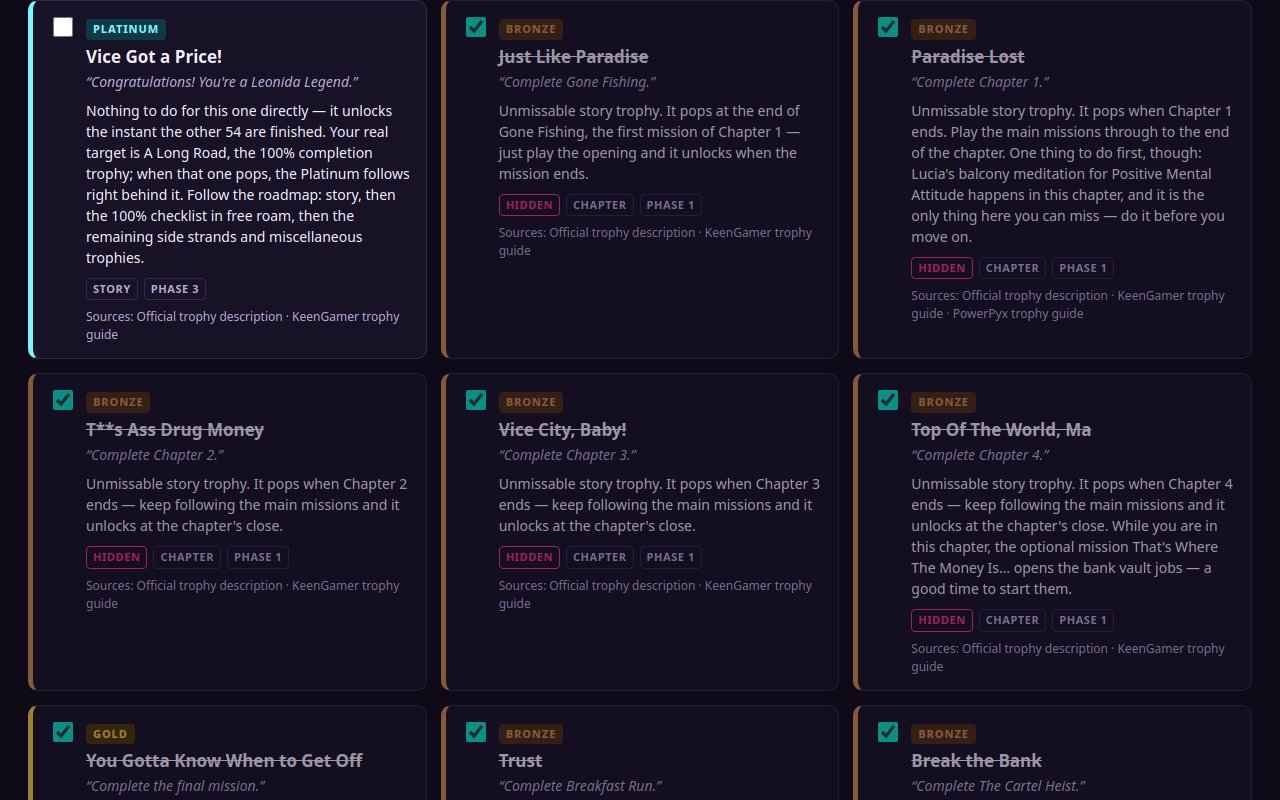 PLATINUM
Vice Got a Price!
“Congratulations! You're a Leonida Legend.”
Nothing to do for this one directly — it unlocks
the instant the other 54 are finished. Your real
target is A Long Road, the 100% completion
trophy; when that one pops, the Platinum follows
right behind it. Follow the roadmap: story, then
the 100% checklist in free roam, then the
remaining side strands and miscellaneous
trophies.
STORY PHASE 3
Sources: Official trophy description · KeenGamer trophy
guide
BRONZE
Just Like Paradise
“Complete Gone Fishing.”
Unmissable story trophy. It pops at the end of
Gone Fishing, the first mission of Chapter 1 —
just play the opening and it unlocks when the
mission ends.
HIDDEN CHAPTER PHASE 1
Sources: Official trophy description · KeenGamer trophy
guide
BRONZE
Paradise Lost
“Complete Chapter 1.”
Unmissable story trophy. It pops when Chapter 1
ends. Play the main missions through to the end
of the chapter. One thing to do first, though:
Lucia's balcony meditation for Positive Mental
Attitude happens in this chapter, and it is the
only thing here you can miss — do it before you
move on.
HIDDEN CHAPTER PHASE 1
Sources: Official trophy description · KeenGamer trophy
guide · PowerPyx trophy guide
BRONZE
T**s Ass Drug Money
“Complete Chapter 2.”
Unmissable story trophy. It pops when Chapter 2
ends — keep following the main missions and it
unlocks at the chapter's close.
HIDDEN CHAPTER PHASE 1
Sources: Official trophy description · KeenGamer trophy
guide
BRONZE
Vice City, Baby!
“Complete Chapter 3.”
Unmissable story trophy. It pops when Chapter 3
ends — keep following the main missions and it
unlocks at the chapter's close.
HIDDEN CHAPTER PHASE 1
Sources: Official trophy description · KeenGamer trophy
guide
BRONZE
Top Of The World, Ma
“Complete Chapter 4.”
Unmissable story trophy. It pops when Chapter 4
ends — keep following the main missions and it
unlocks at the chapter's close. While you are in
this chapter, the optional mission That's Where
The Money Is… opens the bank vault jobs — a
good time to start them.
HIDDEN CHAPTER PHASE 1
Sources: Official trophy description · KeenGamer trophy
guide
GOLD
You Gotta Know When to Get Off
“Complete the final mission.”
BRONZE
Trust
“Complete Breakfast Run.”
BRONZE
Break the Bank
“Complete The Cartel Heist.”